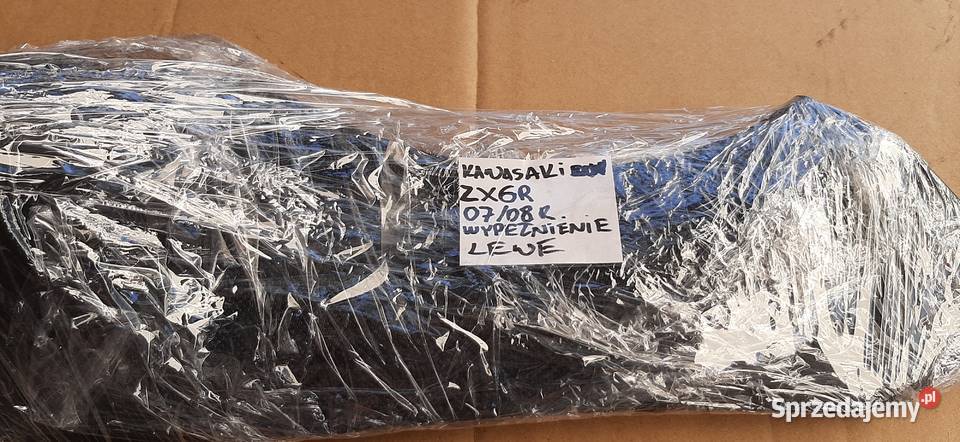 KAWASAKI
ZX6R
07/08 R.
WYPEŁNIENIE
LEWE
Sprzedajemy.pl